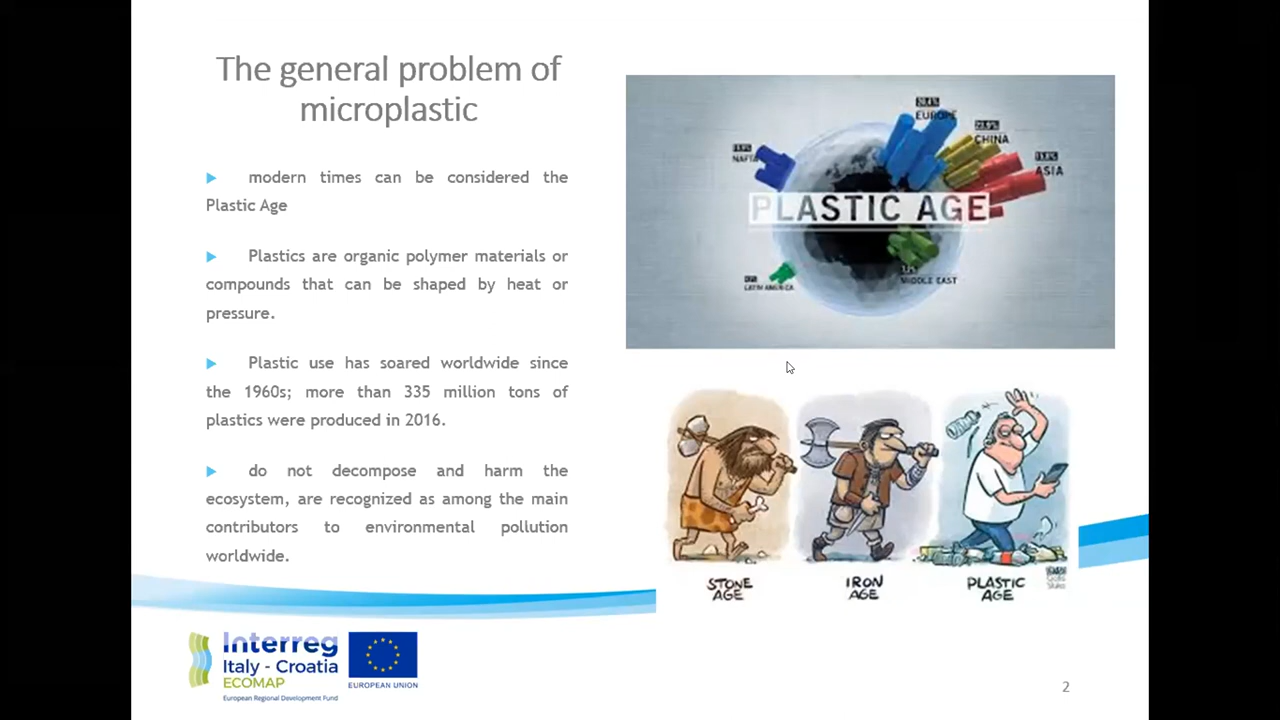 The general problem of
microplastic
modern times can be considered the
Plastic Age
Plastics are organic polymer materials or
compounds that can be shaped by heat or
pressure.
Plastic use has soared worldwide since
the 1960s; more than 335 million tons of
plastics were produced in 2016.
do not decompose and harm the
ecosystem, are recognized as among the main
contributors to environmental pollution
worldwide.
EUROPE
CHINA
NAFTA
ASIA
PLASTIC AGE
MIDDLE EAST
LATIN AMERICA
STONE
AGE
IRON
AGE
PLASTIC
AGE
Interreg
Italy - Croatia
ECOMAP
European Regional Development Fund
EUROPEAN UNION
2